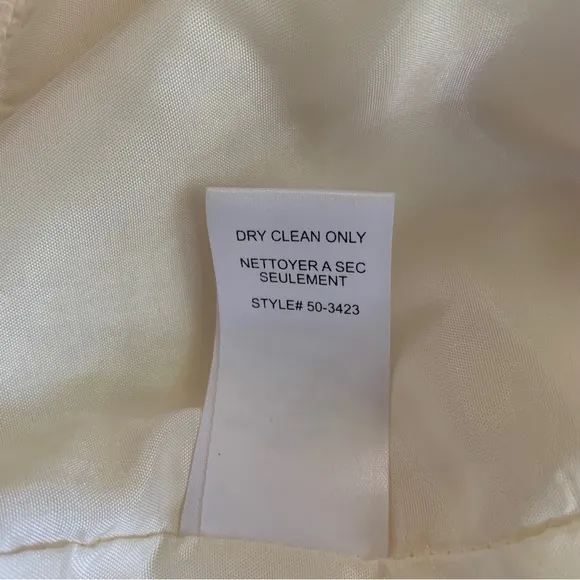 DRY CLEAN ONLY
NETTOYER A SEC
SEULEMENT
STYLE# 50-3423